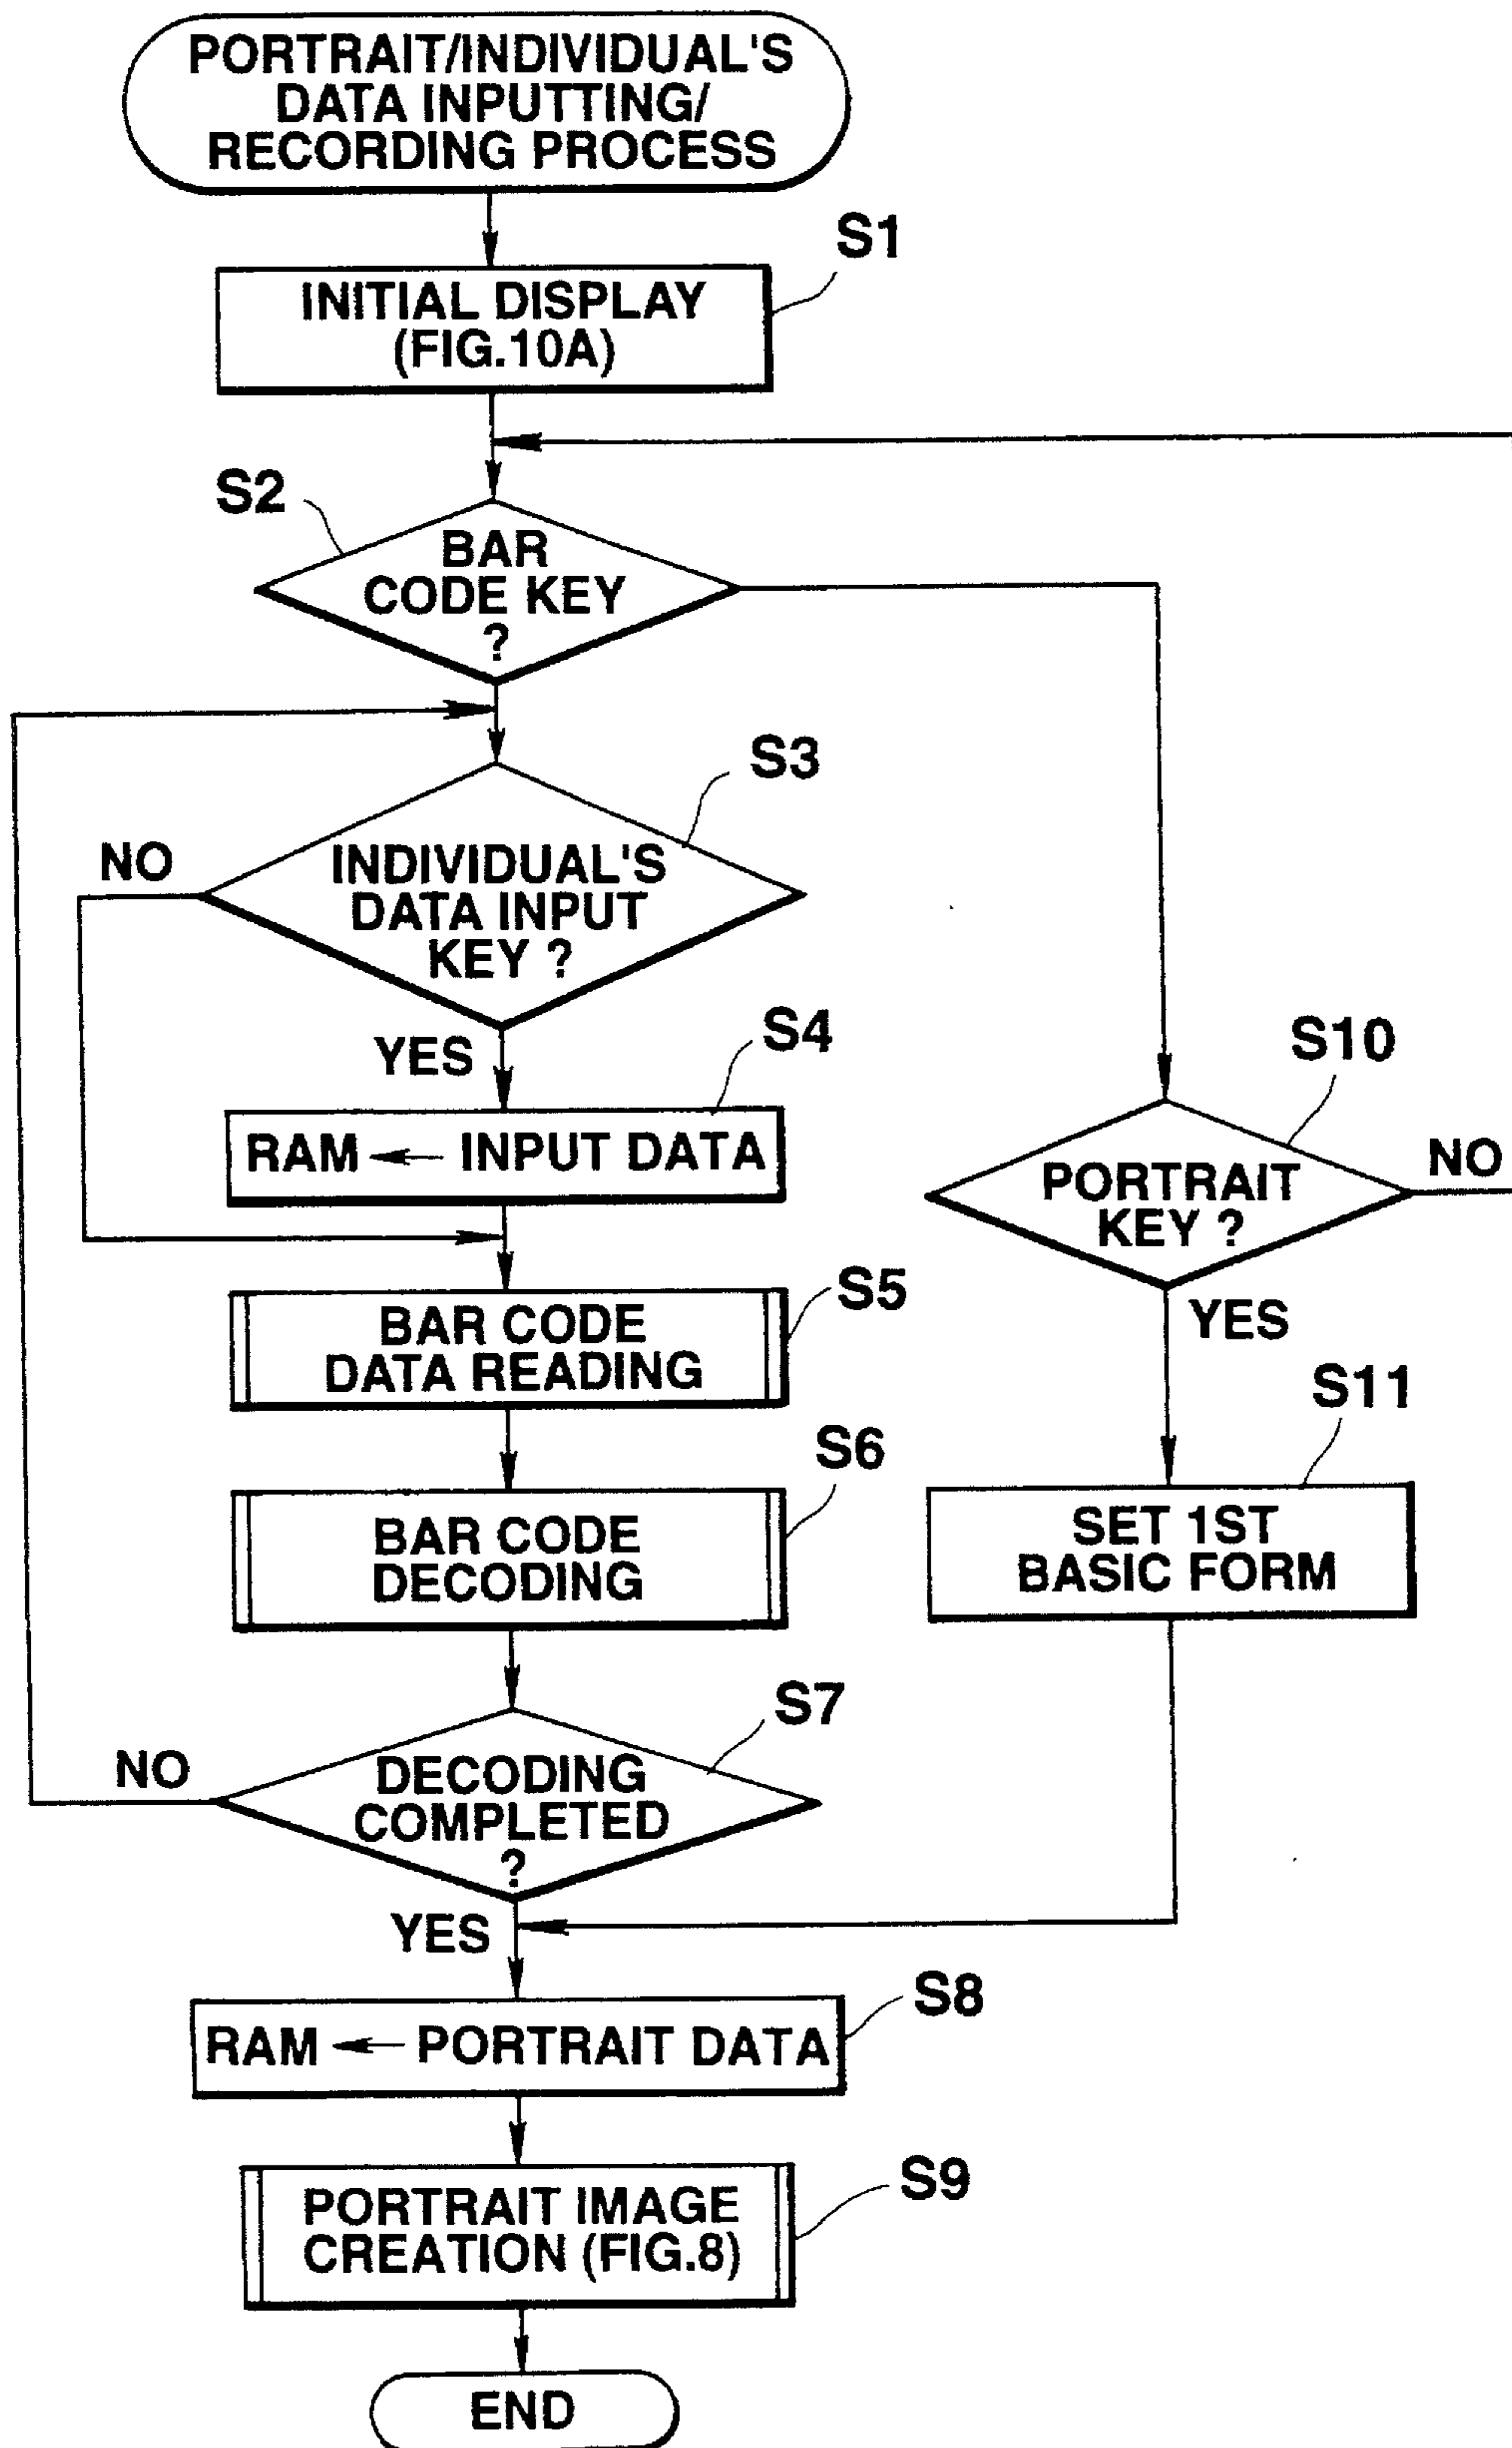 PORTRAIT/INDIVIDUAL'S
DATA INPUTTING/
RECORDING PROCESS
S1
INITIAL DISPLAY
(FIG.10A)
S2
BAR
CODE KEY
?
S3
NO
INDIVIDUAL'S
DATA INPUT
KEY ?
YES
S4
RAM ← INPUT DATA
S10
PORTRAIT
KEY ?
NO
YES
S5
BAR CODE
DATA READING
S11
SET 1ST
BASIC FORM
S6
BAR CODE
DECODING
S7
NO
DECODING
COMPLETED
?
YES
S8
RAM ← PORTRAIT DATA
S9
PORTRAIT IMAGE
CREATION (FIG.8)
END